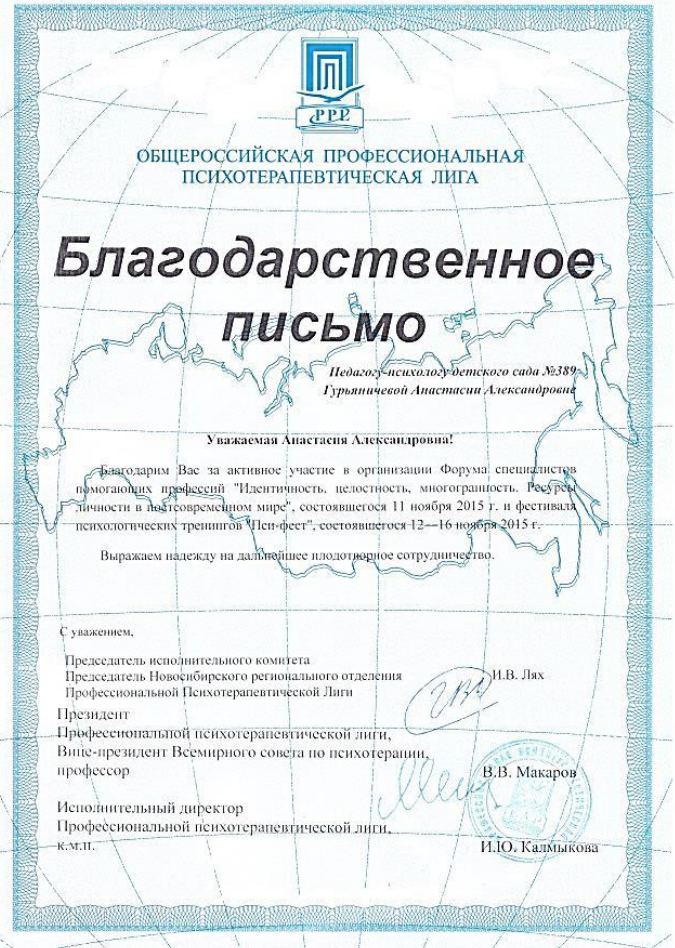 PPL
ОБЩЕРОССИЙСКАЯ ПРОФЕССИОНАЛЬНАЯ
ПСИХОТЕРАПЕВТИЧЕСКАЯ ЛИГА
Благодарственное
письмо
Педагогу-психологу детского сада №389
Гурьяничевой Анастасии Александровне
Уважаемая Анастасия Александровна!
Благодарим Вас за активное участие в организации Форума специалистов
помогающих профессий "Идентичность, целостность, многогранность. Ресурсы
личности в постсовременном мире", состоявшегося 11 ноября 2015 г. и фестиваля
психологических тренингов "Пси-фест", состоявшегося 12—16 ноября 2015 г.
Выражаем надежду на дальнейшее плодотворное сотрудничество.
С уважением,
Председатель исполнительного комитета
Председатель Новосибирского регионального отделения
Профессиональной Психотерапевтической Лиги
И.В. Лях
Президент
Профессиональной психотерапевтической лиги,
Вице-президент Всемирного совета по психотерапии,
профессор
В.В. Макаров
Исполнительный директор
Профессиональной психотерапевтической лиги,
к.м.н.
И.Ю. Калмыкова